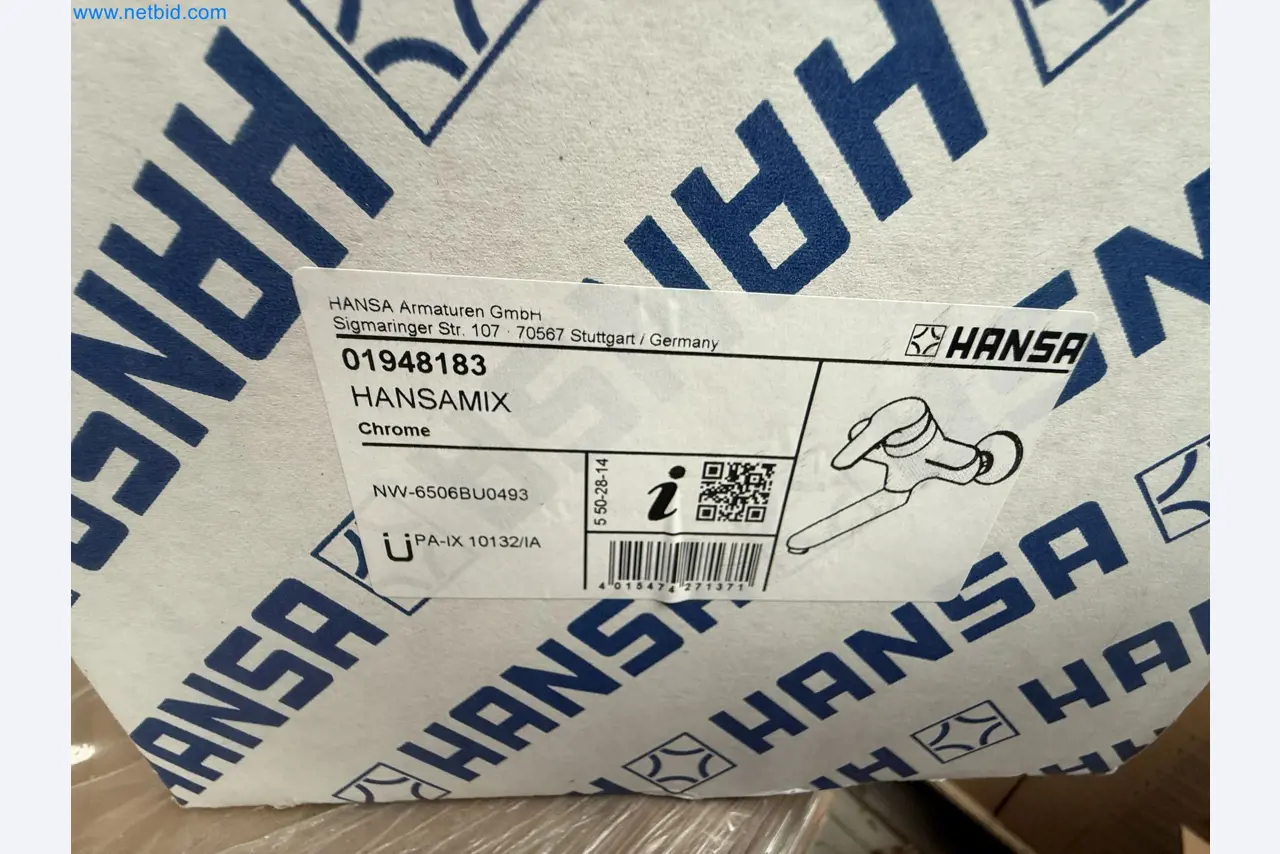 www.netbid.com
HANSA Armaturen GmbH
Sigmaringer Str. 107 · 70567 Stuttgart / Germany
HANSA
01948183
HANSAMIX
Chrome
NW-6506BU0493
Ü PA-IX 10132/IA
5 50-28-14
i
4 015474 271371
HANSA
HANSA
HANSA
HANSA